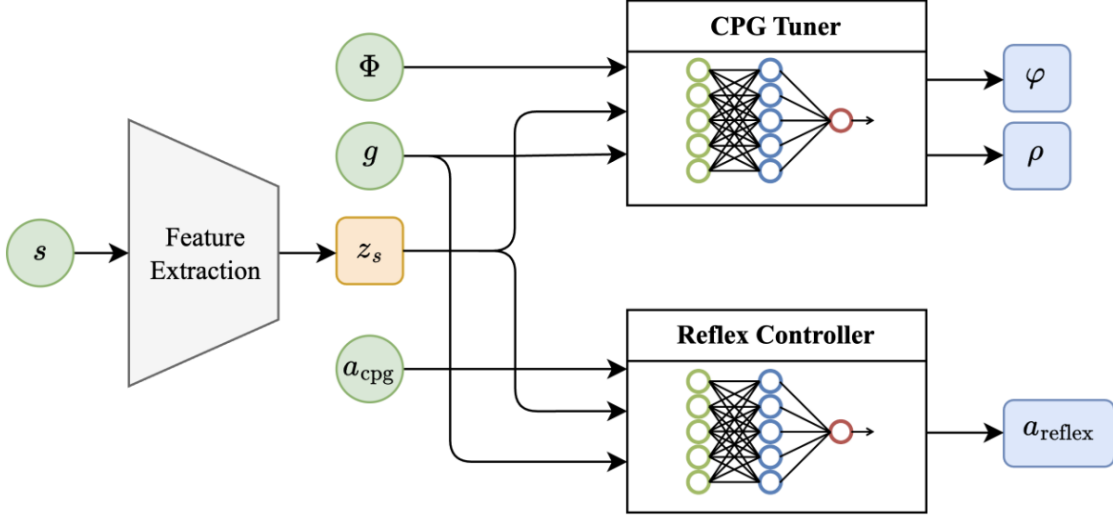 CPG Tuner
Φ
φ
g
ρ
s
Feature
Extraction
z_s
Reflex Controller
a_cpg
a_reflex